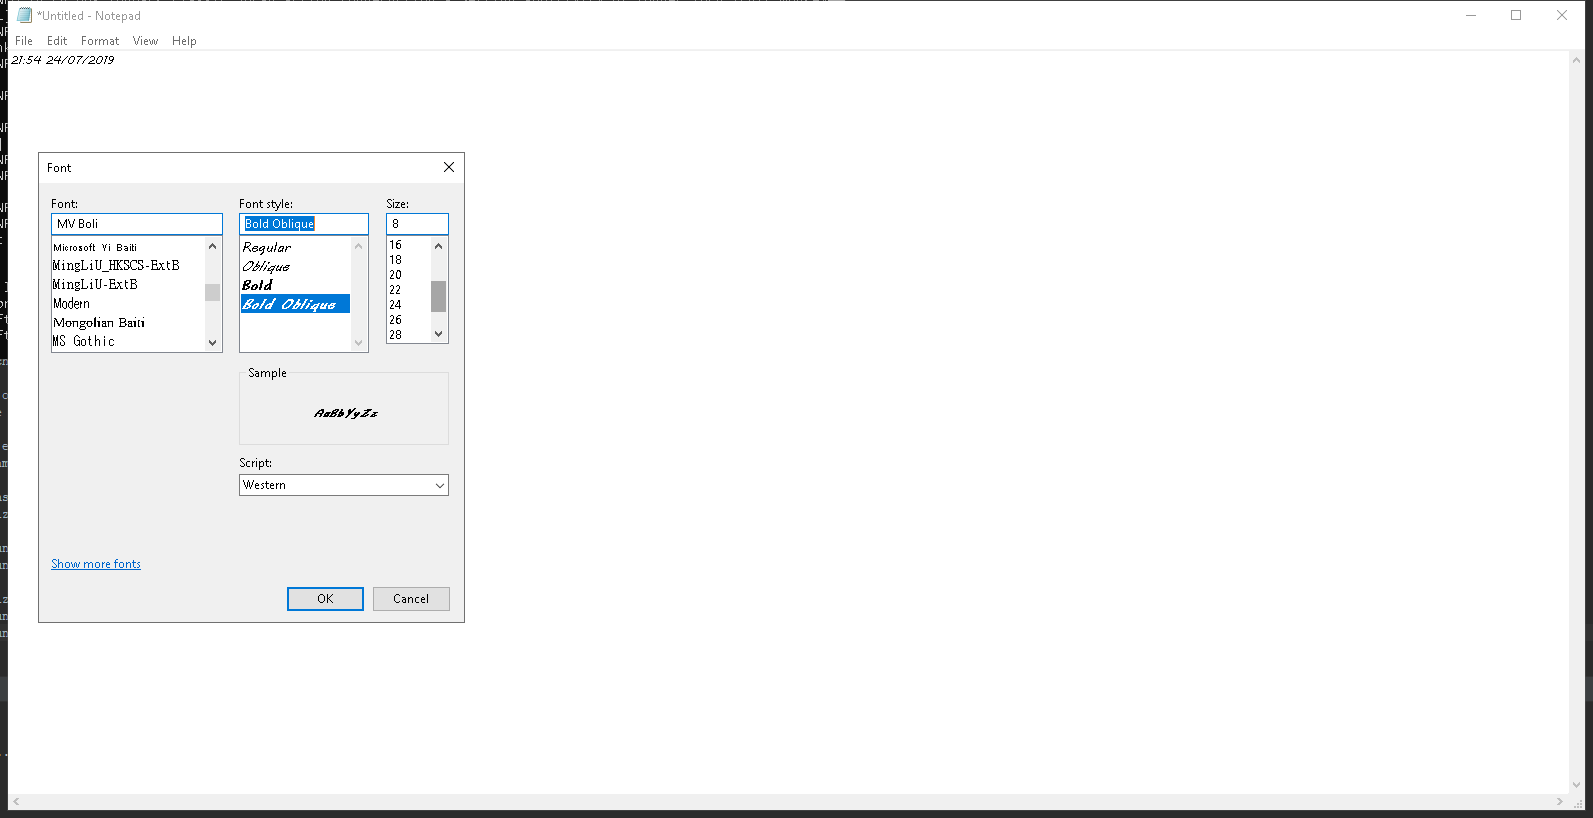 *Untitled - Notepad
File Edit Format View Help
21:54 24/07/2019
Font
Font: Font style: Size:
MV Boli Bold Oblique 8
Microsoft Yi Baiti
MingLiU_HKSCS-ExtB
MingLiU-ExtB
Modern
Mongolian Baiti
MS Gothic
Regular
Oblique
Bold
Bold Oblique
16
18
20
22
24
26
28
Sample
AaBbYyZz
Script:
Western
Show more fonts
OK Cancel